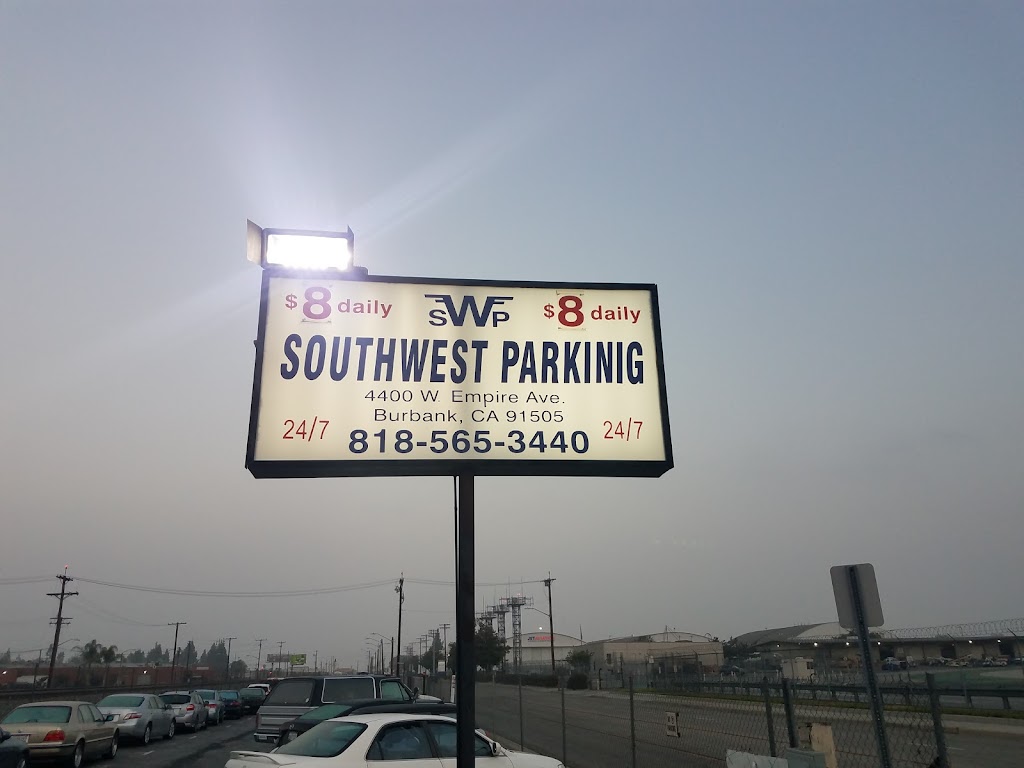 $8 daily SWP $8 daily
SOUTHWEST PARKINIG
4400 W. Empire Ave.
Burbank, CA 91505
24/7 818-565-3440 24/7